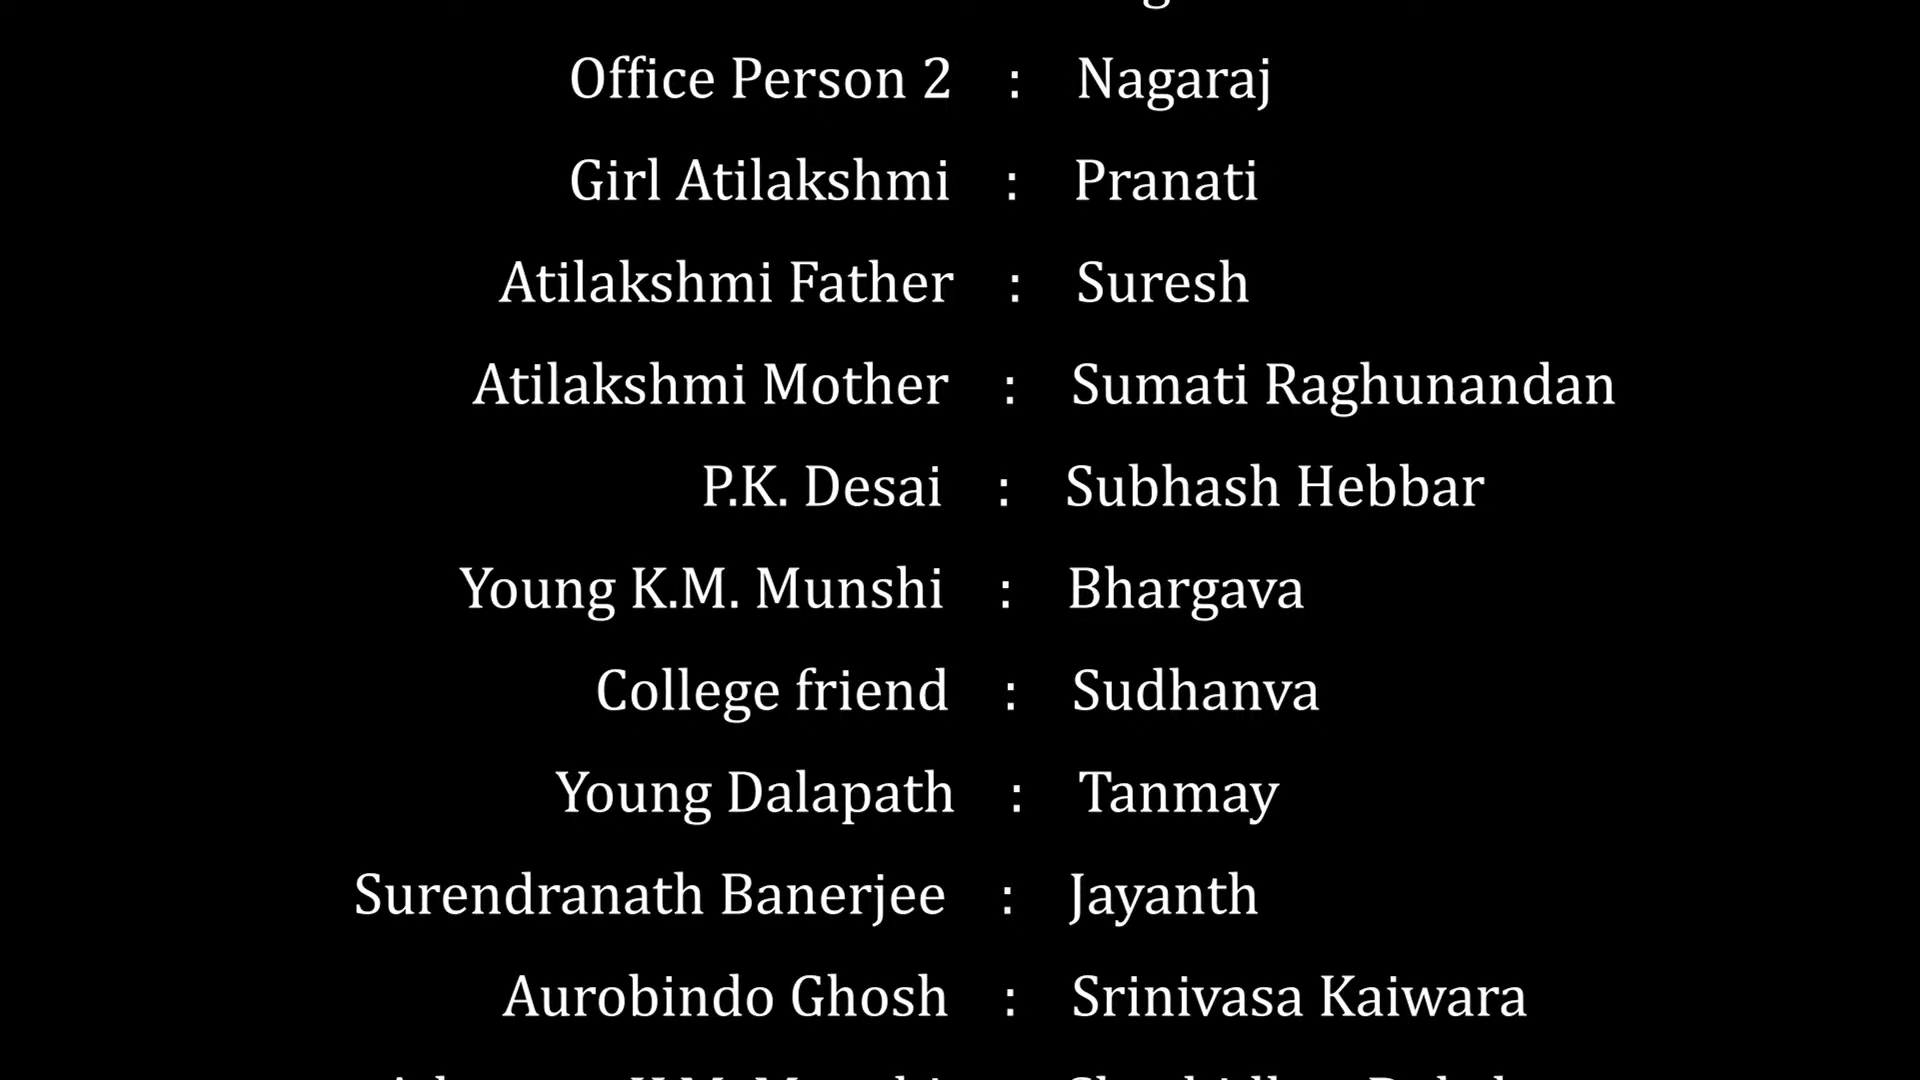 Office Person 2 : Nagaraj
Girl Atilakshmi : Pranati
Atilakshmi Father : Suresh
Atilakshmi Mother : Sumati Raghunandan
P.K. Desai : Subhash Hebbar
Young K.M. Munshi : Bhargava
College friend : Sudhanva
Young Dalapath : Tanmay
Surendranath Banerjee : Jayanth
Aurobindo Ghosh : Srinivasa Kaiwara